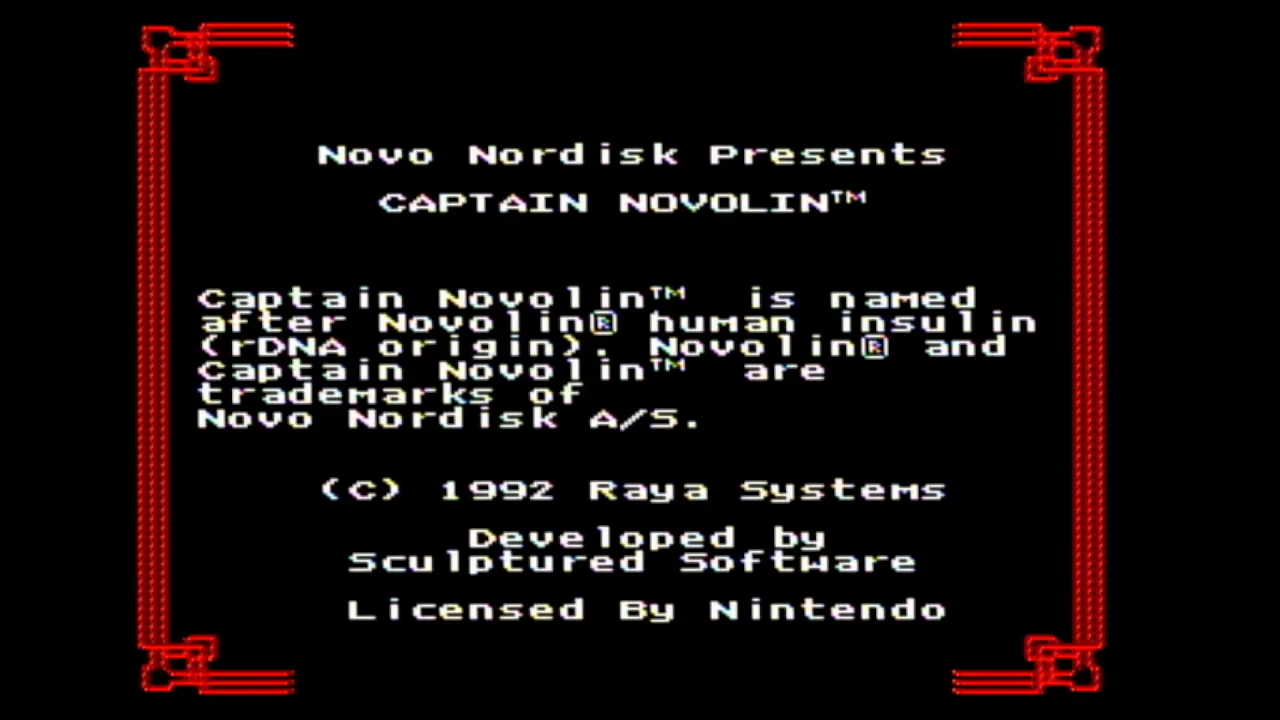 Novo Nordisk Presents
CAPTAIN NOVOLIN™
Captain Novolin™ is named
after Novolin® human insulin
(rDNA origin). Novolin® and
Captain Novolin™ are
trademarks of
Novo Nordisk A/S.
(C) 1992 Raya Systems
Developed by
Sculptured Software
Licensed By Nintendo